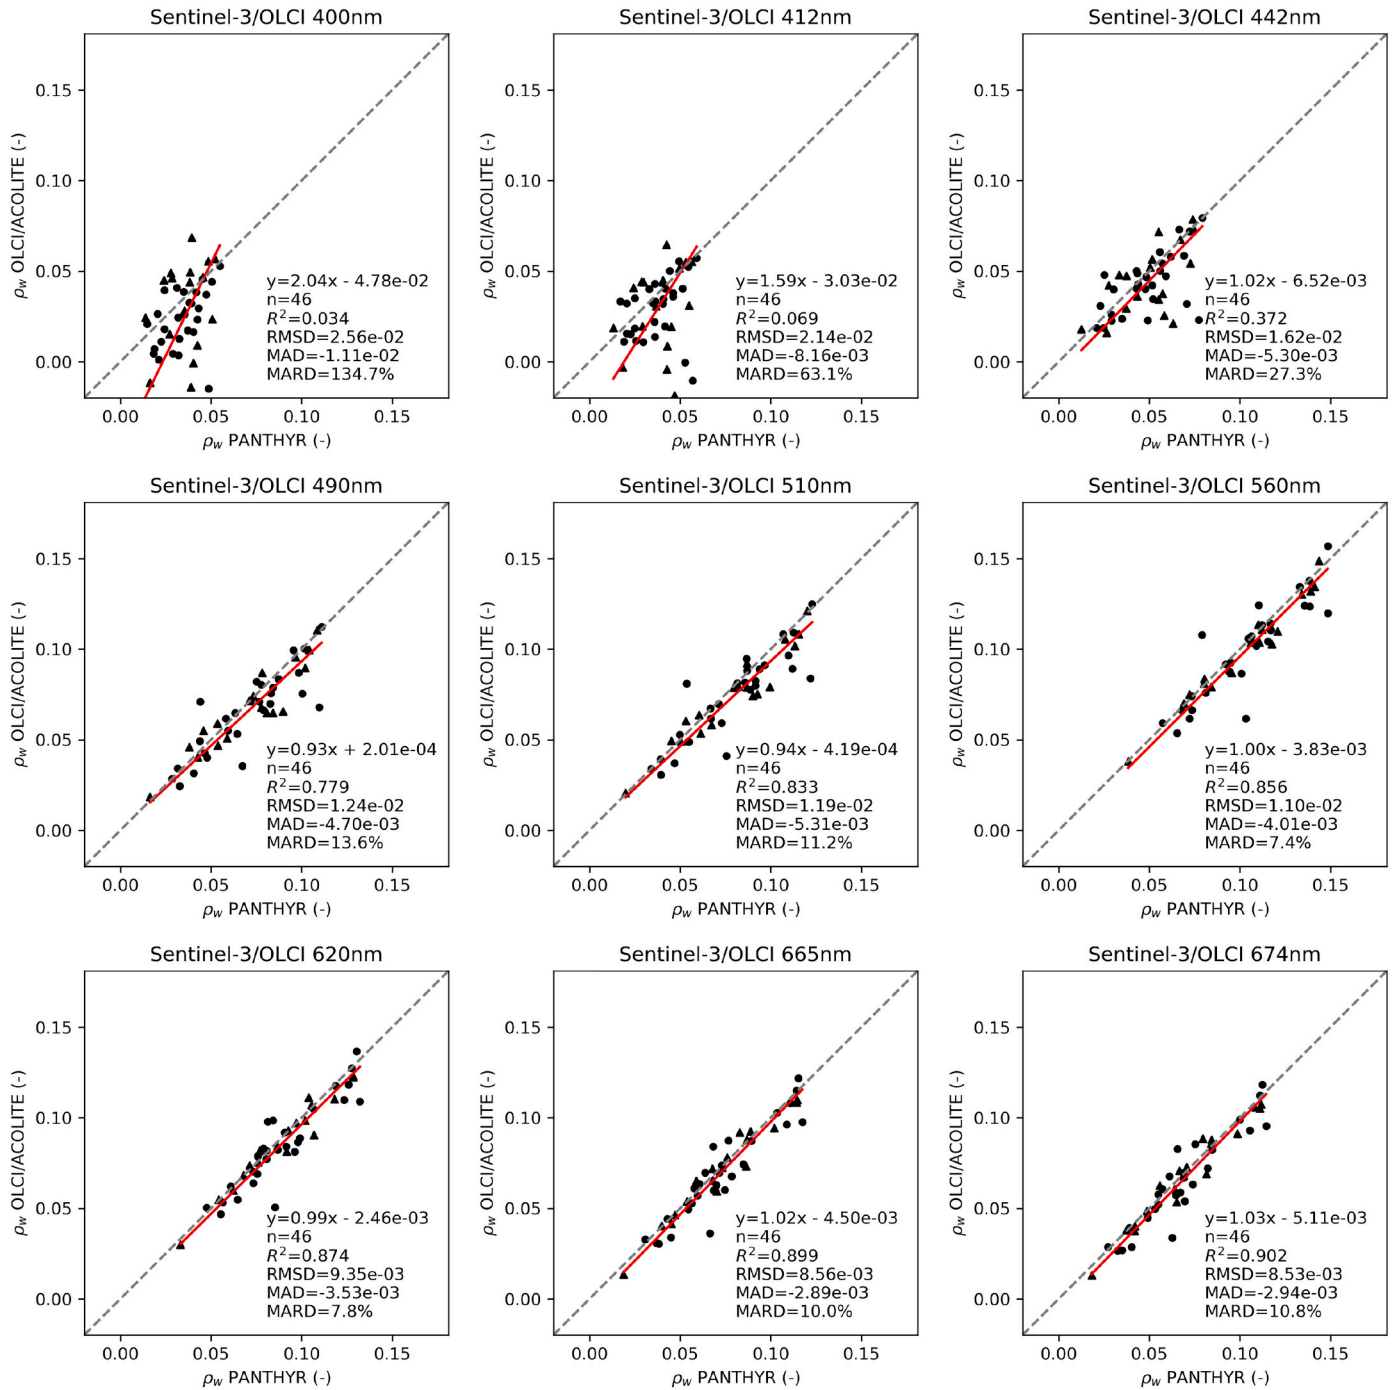 Sentinel-3/OLCI 400nm
0.15
0.10
0.05
0.00
ρw OLCI/ACOLITE (-)
y=2.04x - 4.78e-02
n=46
R²=0.034
RMSD=2.56e-02
MAD=-1.11e-02
MARD=134.7%
0.00 0.05 0.10 0.15
ρw PANTHYR (-)
Sentinel-3/OLCI 412nm
0.15
0.10
0.05
0.00
ρw OLCI/ACOLITE (-)
y=1.59x - 3.03e-02
n=46
R²=0.069
RMSD=2.14e-02
MAD=-8.16e-03
MARD=63.1%
0.00 0.05 0.10 0.15
ρw PANTHYR (-)
Sentinel-3/OLCI 442nm
0.15
0.10
0.05
0.00
ρw OLCI/ACOLITE (-)
y=1.02x - 6.52e-03
n=46
R²=0.372
RMSD=1.62e-02
MAD=-5.30e-03
MARD=27.3%
0.00 0.05 0.10 0.15
ρw PANTHYR (-)
Sentinel-3/OLCI 490nm
0.15
0.10
0.05
0.00
ρw OLCI/ACOLITE (-)
y=0.93x + 2.01e-04
n=46
R²=0.779
RMSD=1.24e-02
MAD=-4.70e-03
MARD=13.6%
0.00 0.05 0.10 0.15
ρw PANTHYR (-)
Sentinel-3/OLCI 510nm
0.15
0.10
0.05
0.00
ρw OLCI/ACOLITE (-)
y=0.94x - 4.19e-04
n=46
R²=0.833
RMSD=1.19e-02
MAD=-5.31e-03
MARD=11.2%
0.00 0.05 0.10 0.15
ρw PANTHYR (-)
Sentinel-3/OLCI 560nm
0.15
0.10
0.05
0.00
ρw OLCI/ACOLITE (-)
y=1.00x - 3.83e-03
n=46
R²=0.856
RMSD=1.10e-02
MAD=-4.01e-03
MARD=7.4%
0.00 0.05 0.10 0.15
ρw PANTHYR (-)
Sentinel-3/OLCI 620nm
0.15
0.10
0.05
0.00
ρw OLCI/ACOLITE (-)
y=0.99x - 2.46e-03
n=46
R²=0.874
RMSD=9.35e-03
MAD=-3.53e-03
MARD=7.8%
0.00 0.05 0.10 0.15
ρw PANTHYR (-)
Sentinel-3/OLCI 665nm
0.15
0.10
0.05
0.00
ρw OLCI/ACOLITE (-)
y=1.02x - 4.50e-03
n=46
R²=0.899
RMSD=8.56e-03
MAD=-2.89e-03
MARD=10.0%
0.00 0.05 0.10 0.15
ρw PANTHYR (-)
Sentinel-3/OLCI 674nm
0.15
0.10
0.05
0.00
ρw OLCI/ACOLITE (-)
y=1.03x - 5.11e-03
n=46
R²=0.902
RMSD=8.53e-03
MAD=-2.94e-03
MARD=10.8%
0.00 0.05 0.10 0.15
ρw PANTHYR (-)